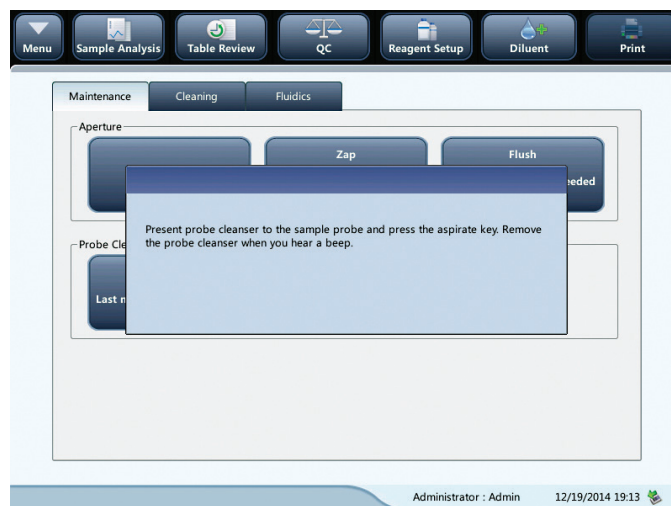 Menu
Sample Analysis
Table Review
QC
Reagent Setup
Diluent
Print
Maintenance
Cleaning
Fluidics
Aperture
Zap
Flush
Present probe cleanser to the sample probe and press the aspirate key. Remove
the probe cleanser when you hear a beep.
Probe Cle
Last
Administrator : Admin
12/19/2014 19:13